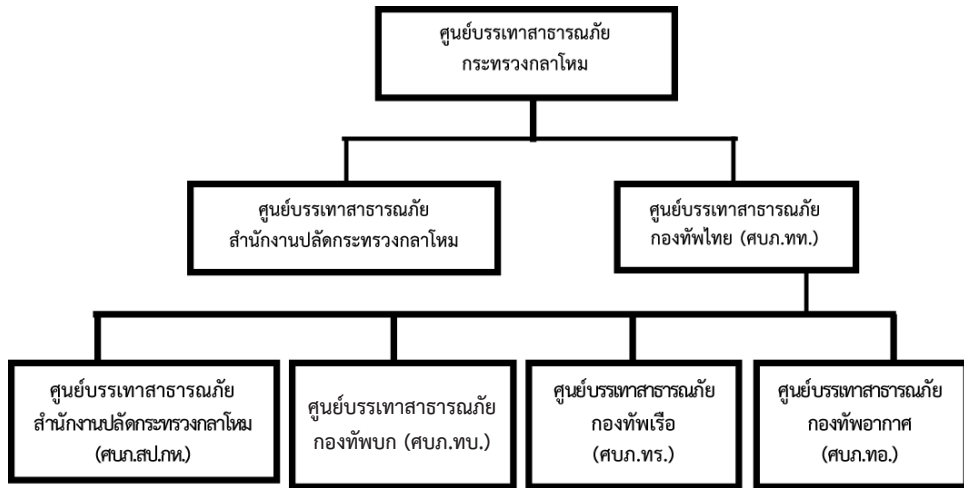 ศูนย์บรรเทาสาธารณภัย
กระทรวงกลาโหม
ศูนย์บรรเทาสาธารณภัย
สำนักงานปลัดกระทรวงกลาโหม
ศูนย์บรรเทาสาธารณภัย
กองทัพไทย (ศบภ.ทท.)
ศูนย์บรรเทาสาธารณภัย
สำนักงานปลัดกระทรวงกลาโหม
(ศบภ.สป.กห.)
ศูนย์บรรเทาสาธารณภัย
กองทัพบก (ศบภ.ทบ.)
ศูนย์บรรเทาสาธารณภัย
กองทัพเรือ
(ศบภ.ทร.)
ศูนย์บรรเทาสาธารณภัย
กองทัพอากาศ
(ศบภ.ทอ.)